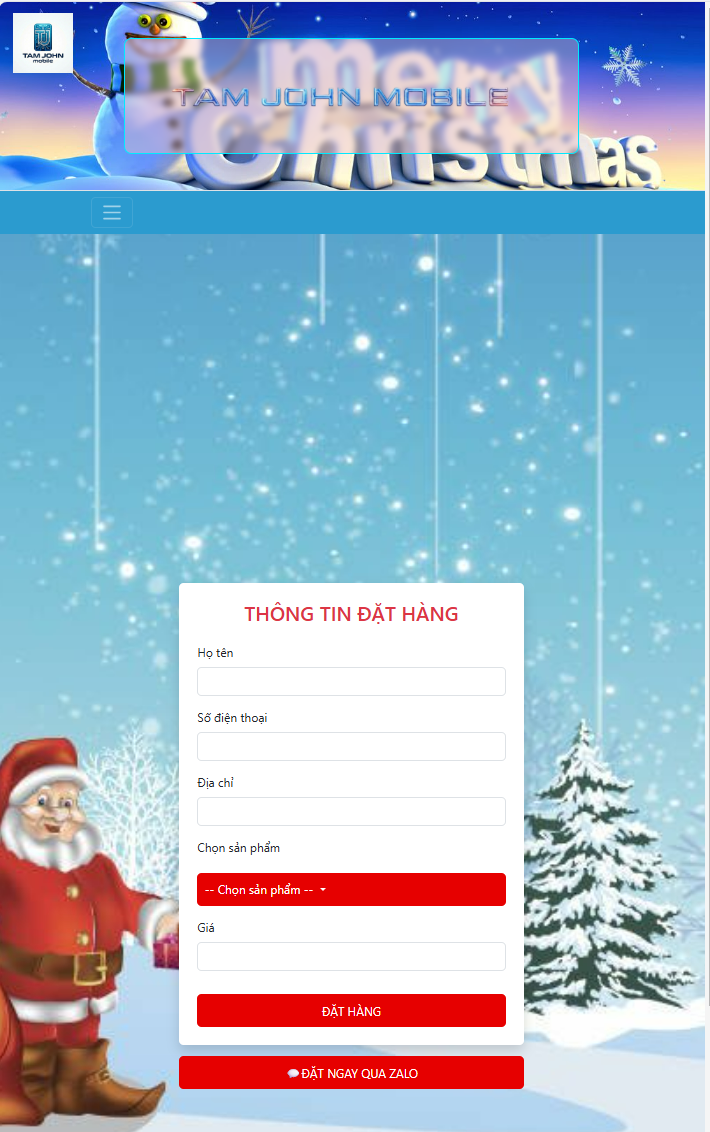 TAM JOHN
mobile
merry
TAM JOHN MOBILE
Christmas
THÔNG TIN ĐẶT HÀNG
Họ tên
Số điện thoại
Địa chỉ
Chọn sản phẩm
-- Chọn sản phẩm --
Giá
ĐẶT HÀNG
ĐẶT NGAY QUA ZALO